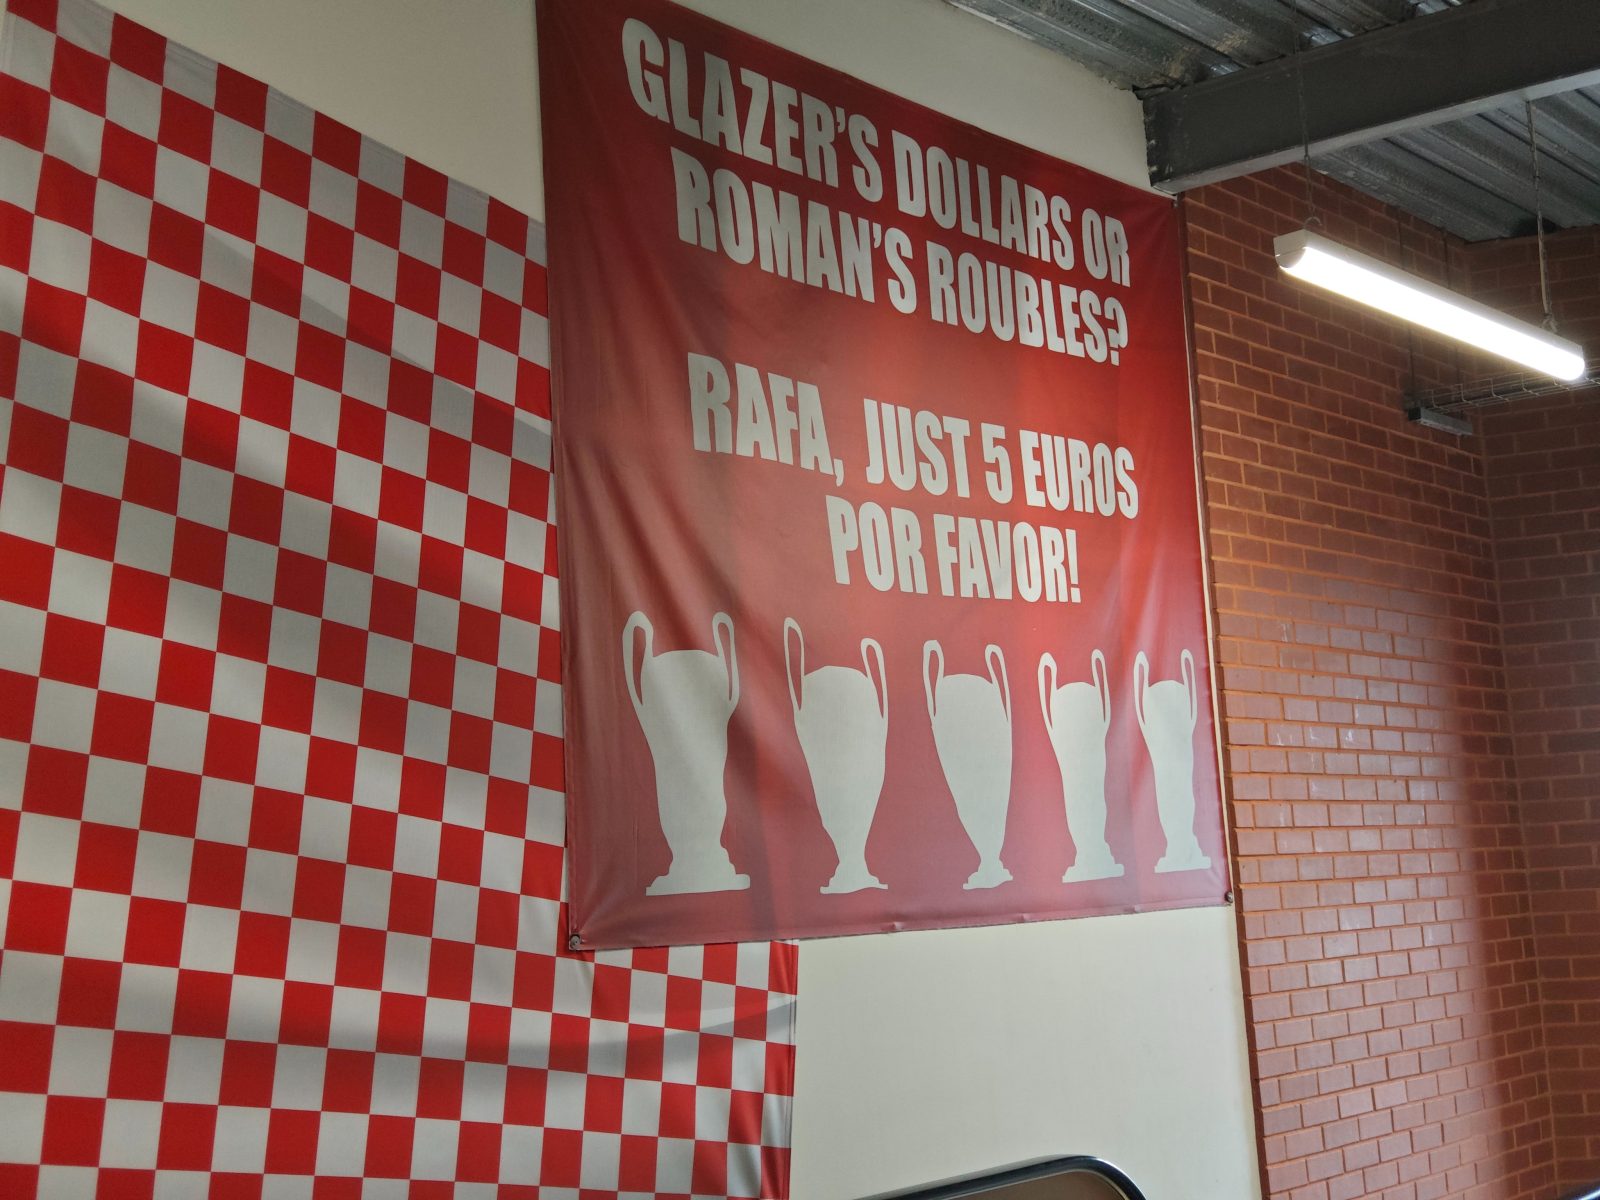 GLAZER'S DOLLARS OR
ROMAN'S ROUBLES?
RAFA, JUST 5 EUROS
POR FAVOR!